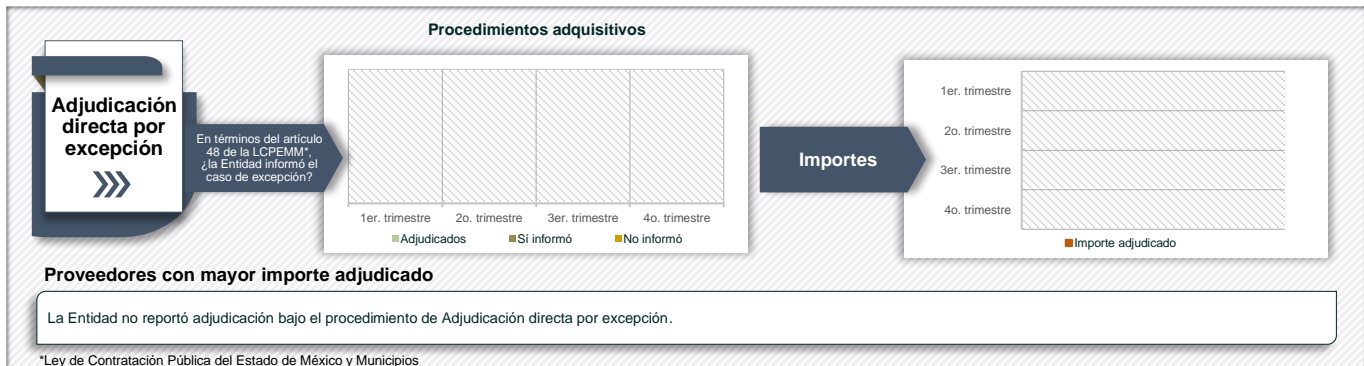 Procedimientos adquisitivos
Adjudicación
directa por
excepción
En términos del artículo
48 de la LCPEMM*,
¿la Entidad informó el
caso de excepción?
1er. trimestre 2o. trimestre 3er. trimestre 4o. trimestre
Adjudicados Sí informó No informó
Importes
1er. trimestre
2o. trimestre
3er. trimestre
4o. trimestre
Importe adjudicado
Proveedores con mayor importe adjudicado
La Entidad no reportó adjudicación bajo el procedimiento de Adjudicación directa por excepción.
*Ley de Contratación Pública del Estado de México y Municipios